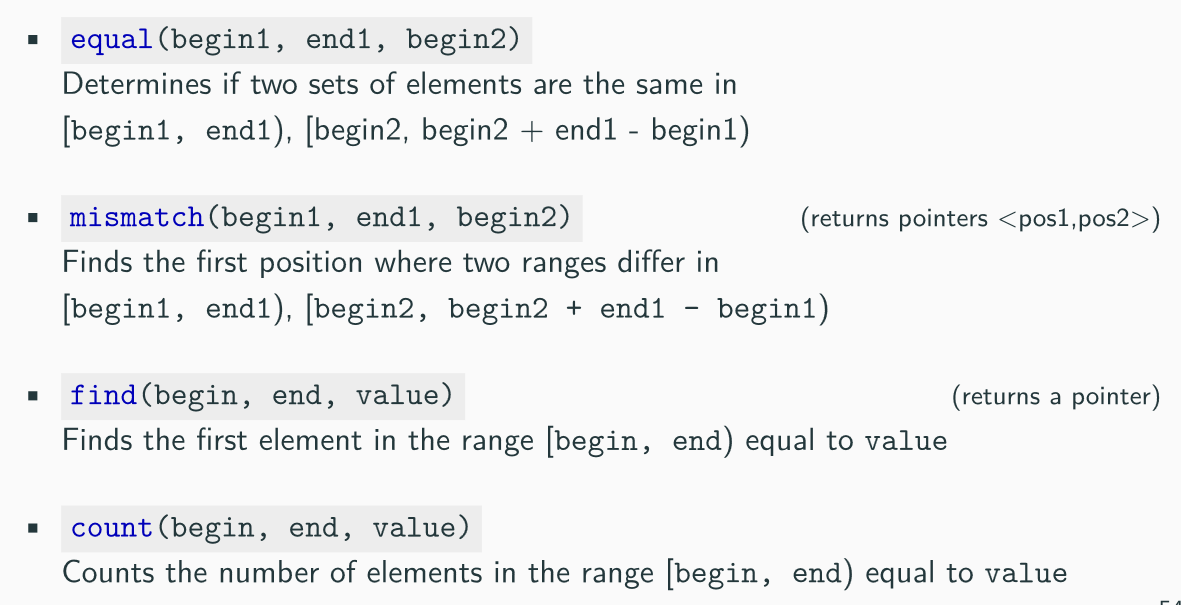 ▪ equal(begin1, end1, begin2)
Determines if two sets of elements are the same in
[begin1, end1), [begin2, begin2 + end1 - begin1)
▪ mismatch(begin1, end1, begin2) (returns pointers <pos1,pos2>)
Finds the first position where two ranges differ in
[begin1, end1), [begin2, begin2 + end1 - begin1)
▪ find(begin, end, value) (returns a pointer)
Finds the first element in the range [begin, end) equal to value
▪ count(begin, end, value)
Counts the number of elements in the range [begin, end) equal to value